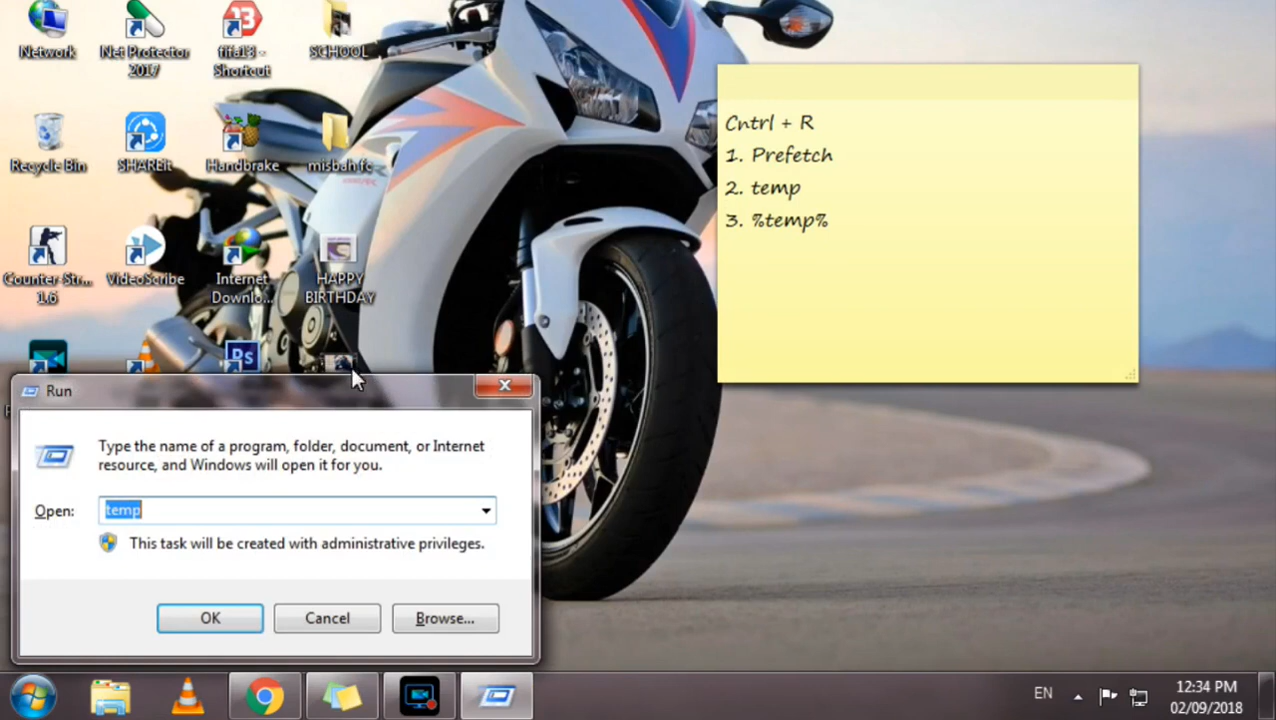 Network
Net Protector
2017
fifa13 -
Shortcut
SCHOOL
Recycle Bin
SHAREit
Handbrake
misbah fc
Counter-Str...
1.6
VideoScribe
Internet
Downlo...
HAPPY
BIRTHDAY
Ps
Cntrl + R
1. Prefetch
2. temp
3. %temp%
Run
Type the name of a program, folder, document, or Internet
resource, and Windows will open it for you.
Open:
temp
This task will be created with administrative privileges.
OK
Cancel
Browse...
EN
12:34 PM
02/09/2018